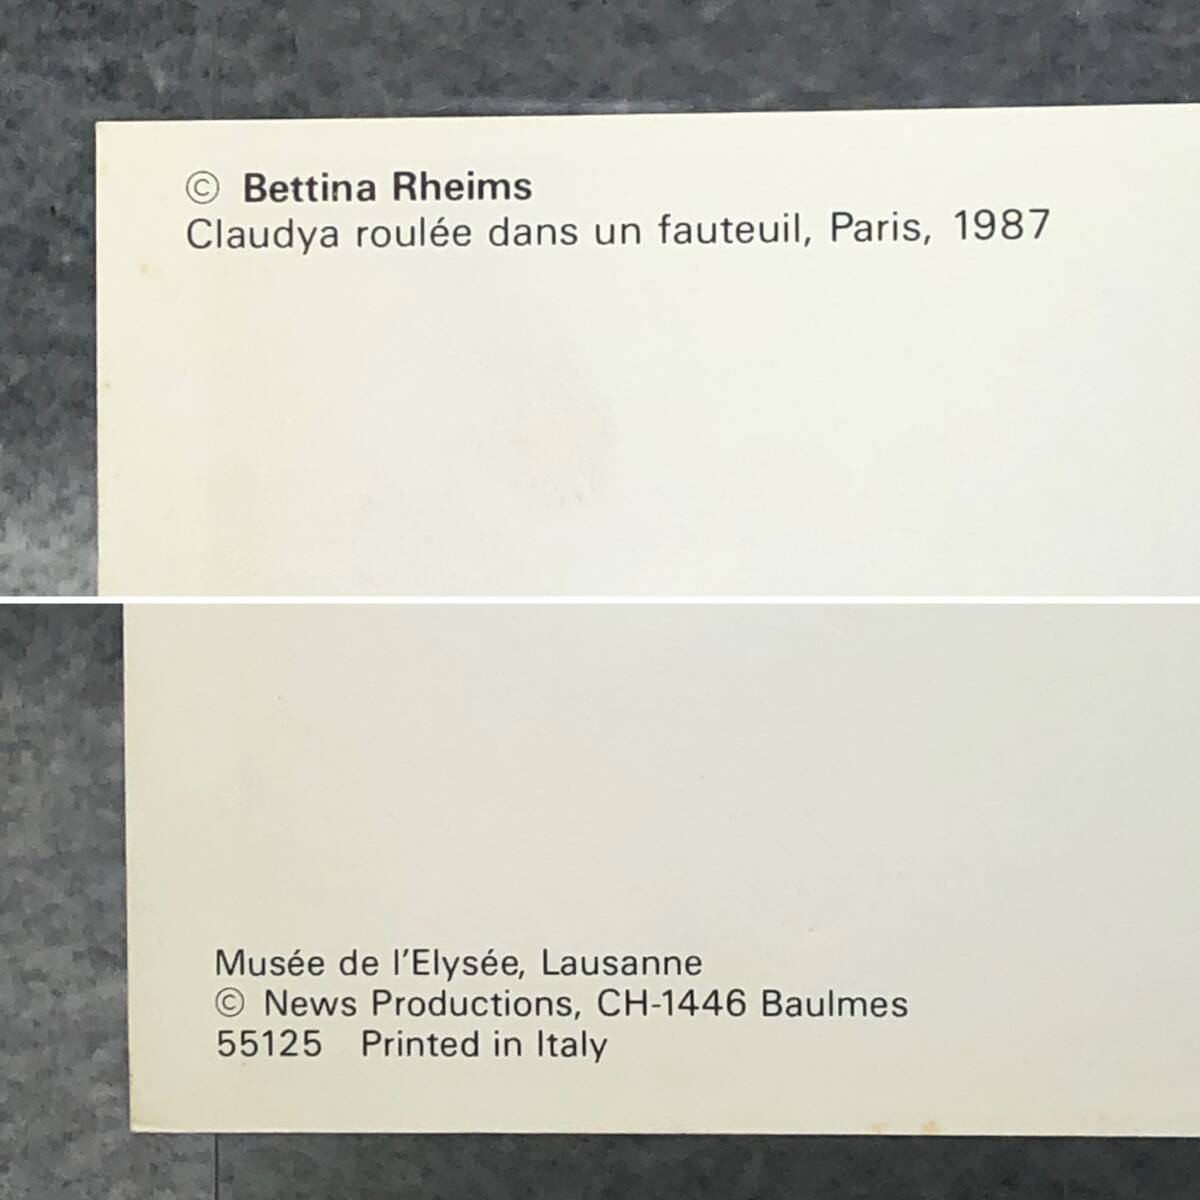 © Bettina Rheims
Claudya roulée dans un fauteuil, Paris, 1987
Musée de l'Elysée, Lausanne
© News Productions, CH-1446 Baulmes
55125 Printed in Italy